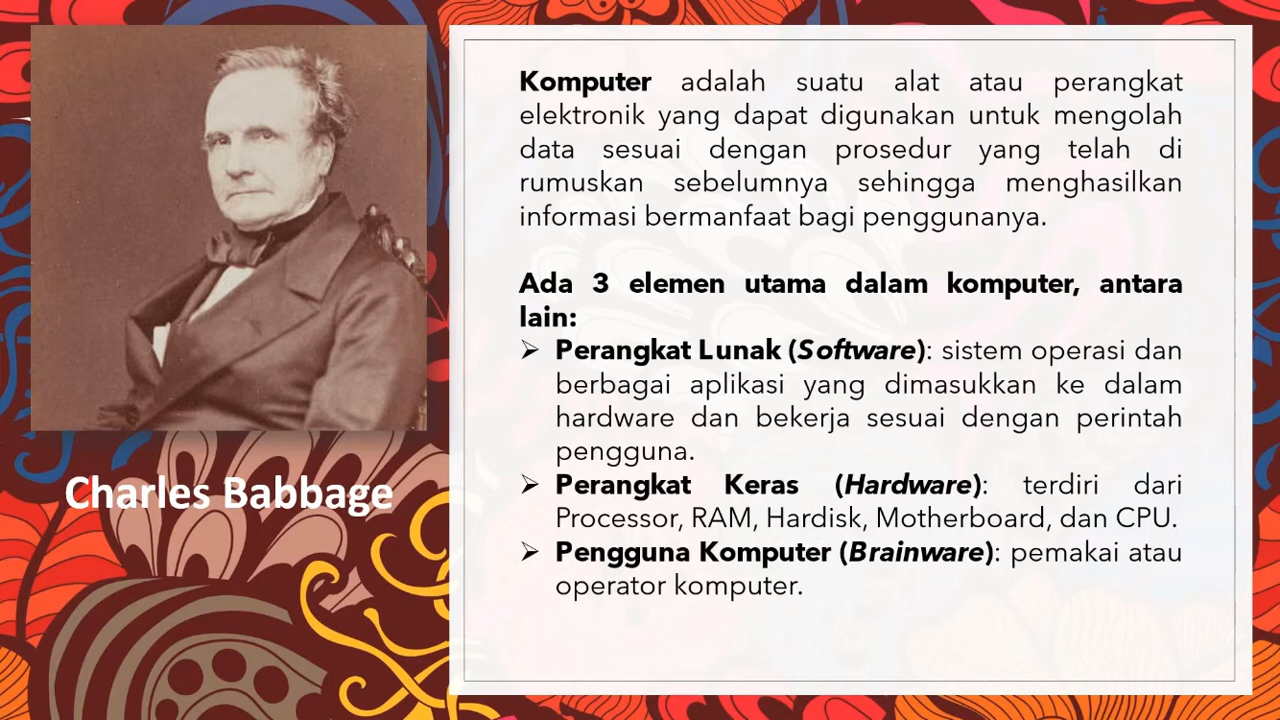 Charles Babbage
Komputer adalah suatu alat atau perangkat
elektronik yang dapat digunakan untuk mengolah
data sesuai dengan prosedur yang telah di
rumuskan sebelumnya sehingga menghasilkan
informasi bermanfaat bagi penggunanya.
Ada 3 elemen utama dalam komputer, antara
lain:
➢ Perangkat Lunak (Software): sistem operasi dan
berbagai aplikasi yang dimasukkan ke dalam
hardware dan bekerja sesuai dengan perintah
pengguna.
➢ Perangkat Keras (Hardware): terdiri dari
Processor, RAM, Hardisk, Motherboard, dan CPU.
➢ Pengguna Komputer (Brainware): pemakai atau
operator komputer.